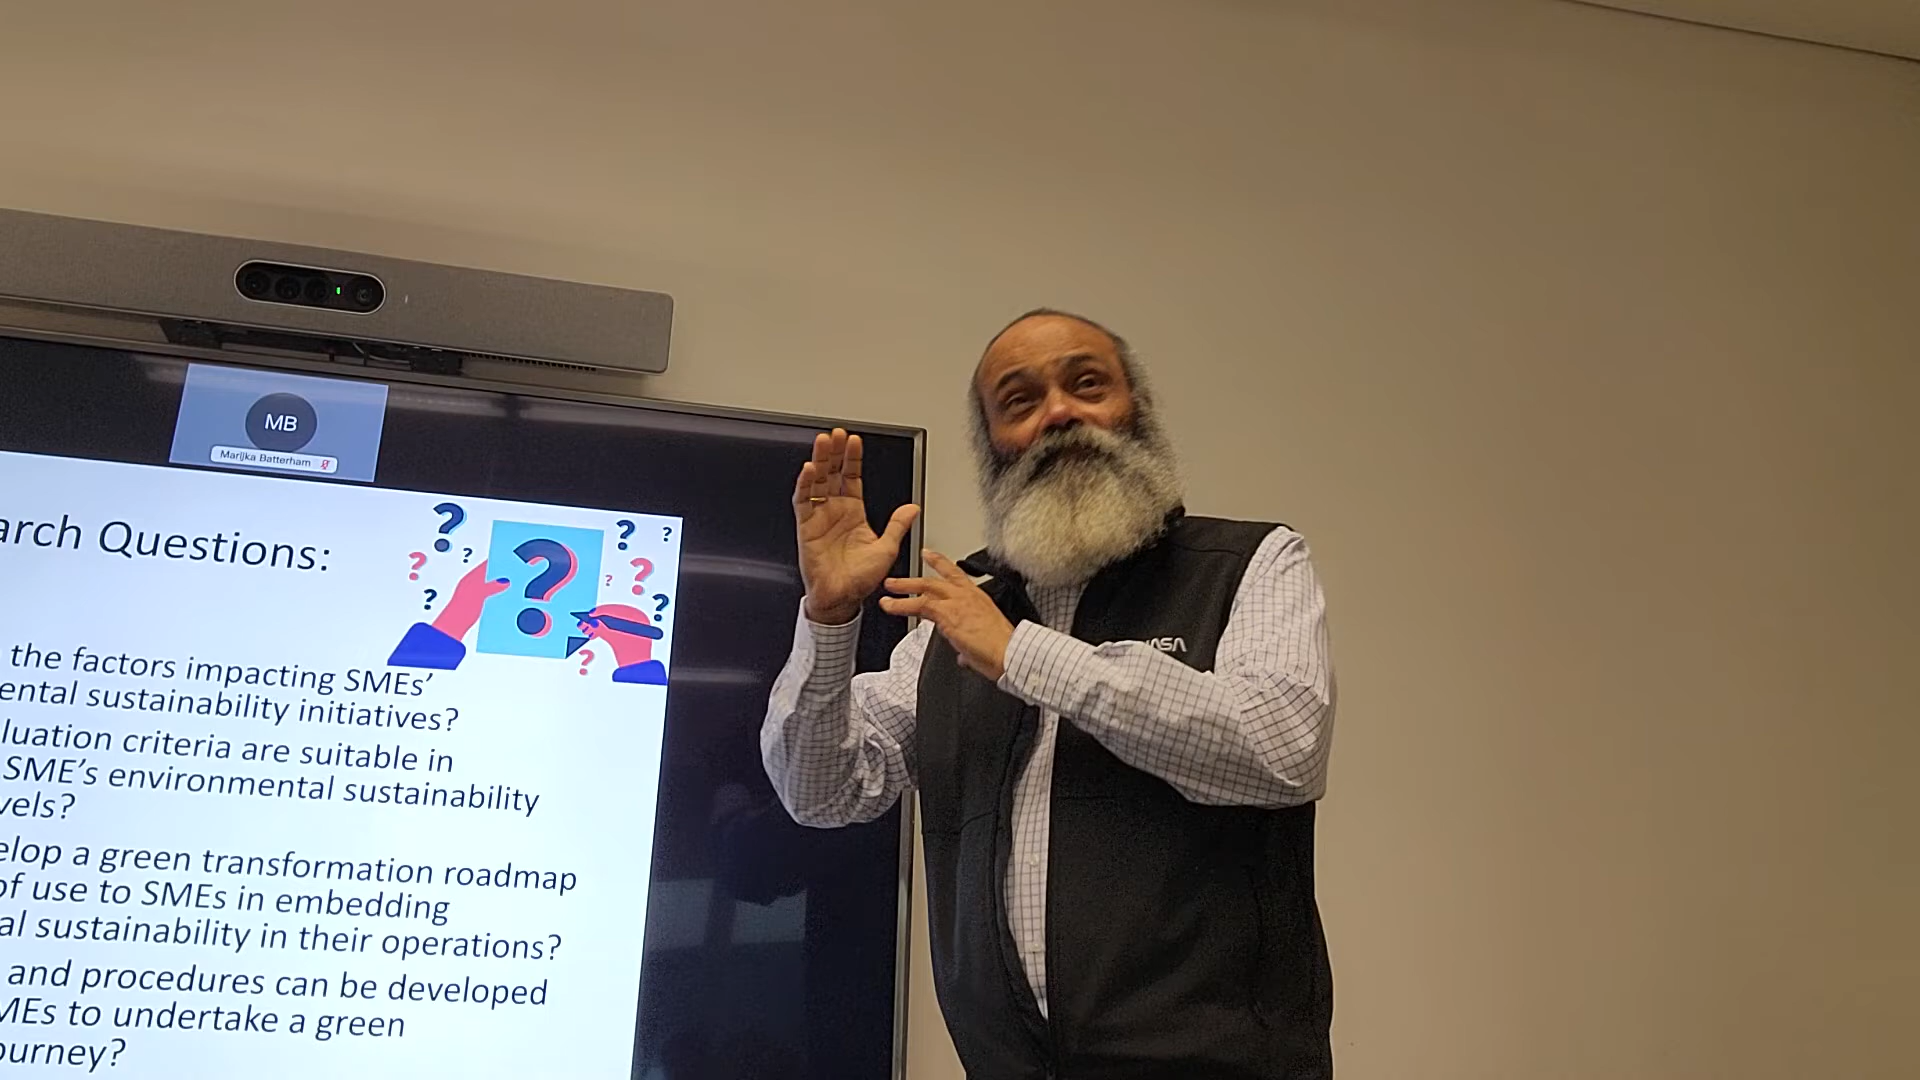 MB
Marijka Batterham
arch Questions:
the factors impacting SMEs’
ental sustainability initiatives?
luation criteria are suitable in
SME’s environmental sustainability
vels?
elop a green transformation roadmap
of use to SMEs in embedding
al sustainability in their operations?
and procedures can be developed
MEs to undertake a green
ourney?
NASA